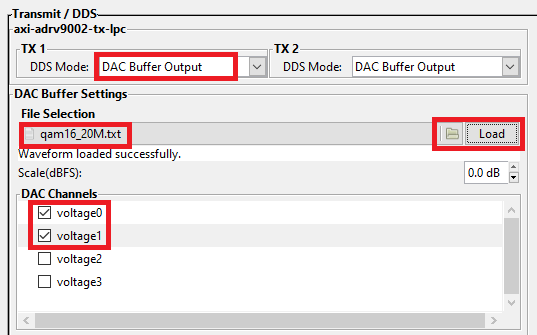 Transmit / DDS
axi-adrv9002-tx-lpc
TX 1
DDS Mode: DAC Buffer Output
TX 2
DDS Mode: DAC Buffer Output
DAC Buffer Settings
File Selection
qam16_20M.txt Load
Waveform loaded successfully.
Scale(dBFS): 0.0 dB
DAC Channels
voltage0
voltage1
voltage2
voltage3